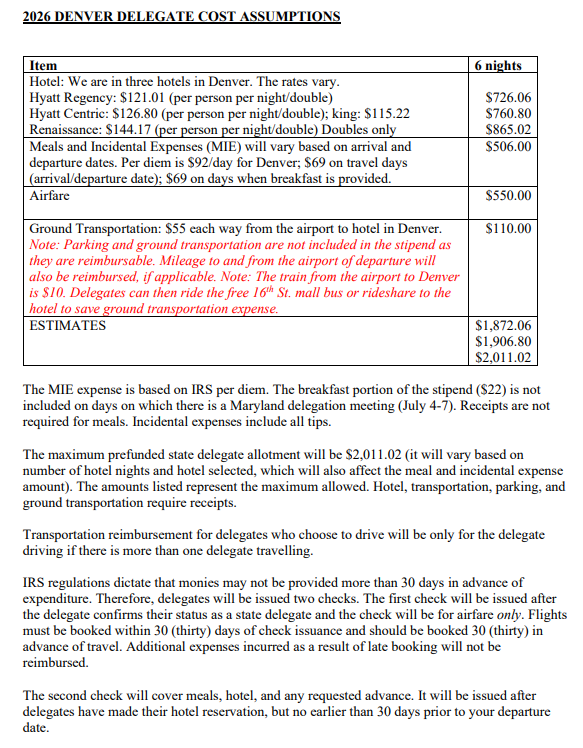 2026 DENVER DELEGATE COST ASSUMPTIONS
Item 6 nights
Hotel: We are in three hotels in Denver. The rates vary.
Hyatt Regency: $121.01 (per person per night/double) $726.06
Hyatt Centric: $126.80 (per person per night/double); king: $115.22 $760.80
Renaissance: $144.17 (per person per night/double) Doubles only $865.02
Meals and Incidental Expenses (MIE) will vary based on arrival and $506.00
departure dates. Per diem is $92/day for Denver; $69 on travel days
(arrival/departure date); $69 on days when breakfast is provided.
Airfare $550.00
Ground Transportation: $55 each way from the airport to hotel in Denver. $110.00
Note: Parking and ground transportation are not included in the stipend as
they are reimbursable. Mileage to and from the airport of departure will
also be reimbursed, if applicable. Note: The train from the airport to Denver
is $10. Delegates can then ride the free 16th St. mall bus or rideshare to the
hotel to save ground transportation expense.
ESTIMATES $1,872.06
$1,906.80
$2,011.02
The MIE expense is based on IRS per diem. The breakfast portion of the stipend ($22) is not
included on days on which there is a Maryland delegation meeting (July 4-7). Receipts are not
required for meals. Incidental expenses include all tips.
The maximum prefunded state delegate allotment will be $2,011.02 (it will vary based on
number of hotel nights and hotel selected, which will also affect the meal and incidental expense
amount). The amounts listed represent the maximum allowed. Hotel, transportation, parking, and
ground transportation require receipts.
Transportation reimbursement for delegates who choose to drive will be only for the delegate
driving if there is more than one delegate travelling.
IRS regulations dictate that monies may not be provided more than 30 days in advance of
expenditure. Therefore, delegates will be issued two checks. The first check will be issued after
the delegate confirms their status as a state delegate and the check will be for airfare only. Flights
must be booked within 30 (thirty) days of check issuance and should be booked 30 (thirty) in
advance of travel. Additional expenses incurred as a result of late booking will not be
reimbursed.
The second check will cover meals, hotel, and any requested advance. It will be issued after
delegates have made their hotel reservation, but no earlier than 30 days prior to your departure
date.